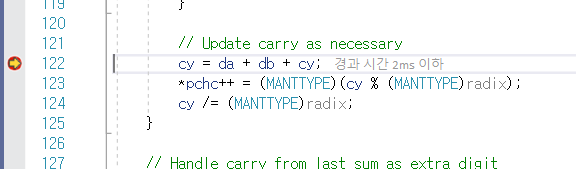 119 }
120
121 // Update carry as necessary
122 cy = da + db + cy; 경과 시간 2ms 이하
123 *pchc++ = (MANTTYPE)(cy % (MANTTYPE)radix);
124 cy /= (MANTTYPE)radix;
125 }
126
127 // Handle carry from last sum as extra digit